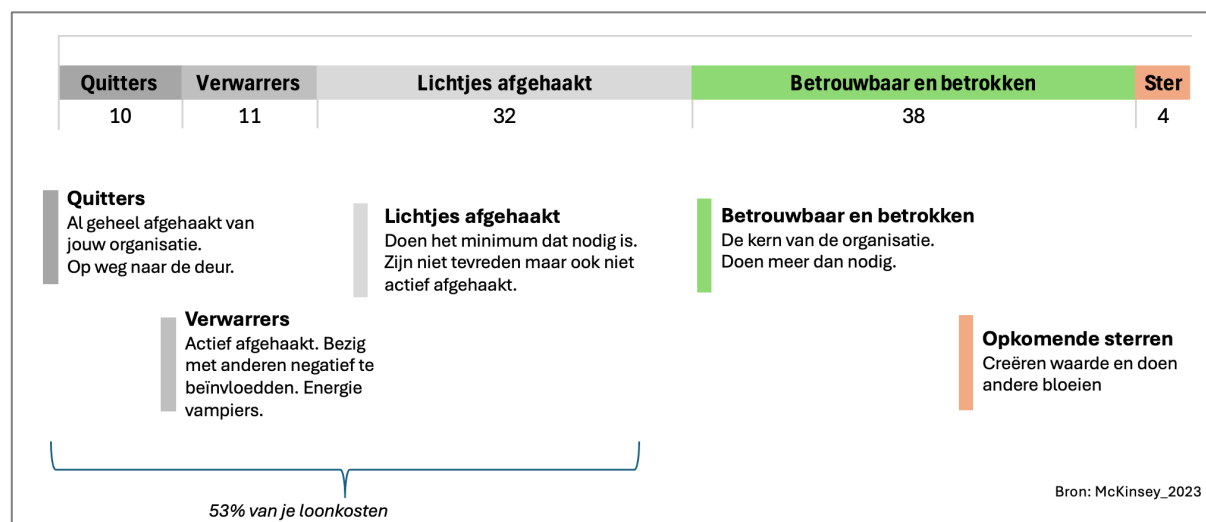 Quitters Verwarrers Lichtjes afgehaakt Betrouwbaar en betrokken Ster
10 11 32 38 4
Quitters
Al geheel afgehaakt van
jouw organisatie.
Op weg naar de deur.
Lichtjes afgehaakt
Doen het minimum dat nodig is.
Zijn niet tevreden maar ook niet
actief afgehaakt.
Betrouwbaar en betrokken
De kern van de organisatie.
Doen meer dan nodig.
Verwarrers
Actief afgehaakt. Bezig
met anderen negatief te
beïnvloedden. Energie
vampiers.
Opkomende sterren
Creëren waarde en doen
andere bloeien
53% van je loonkosten
Bron: McKinsey_2023